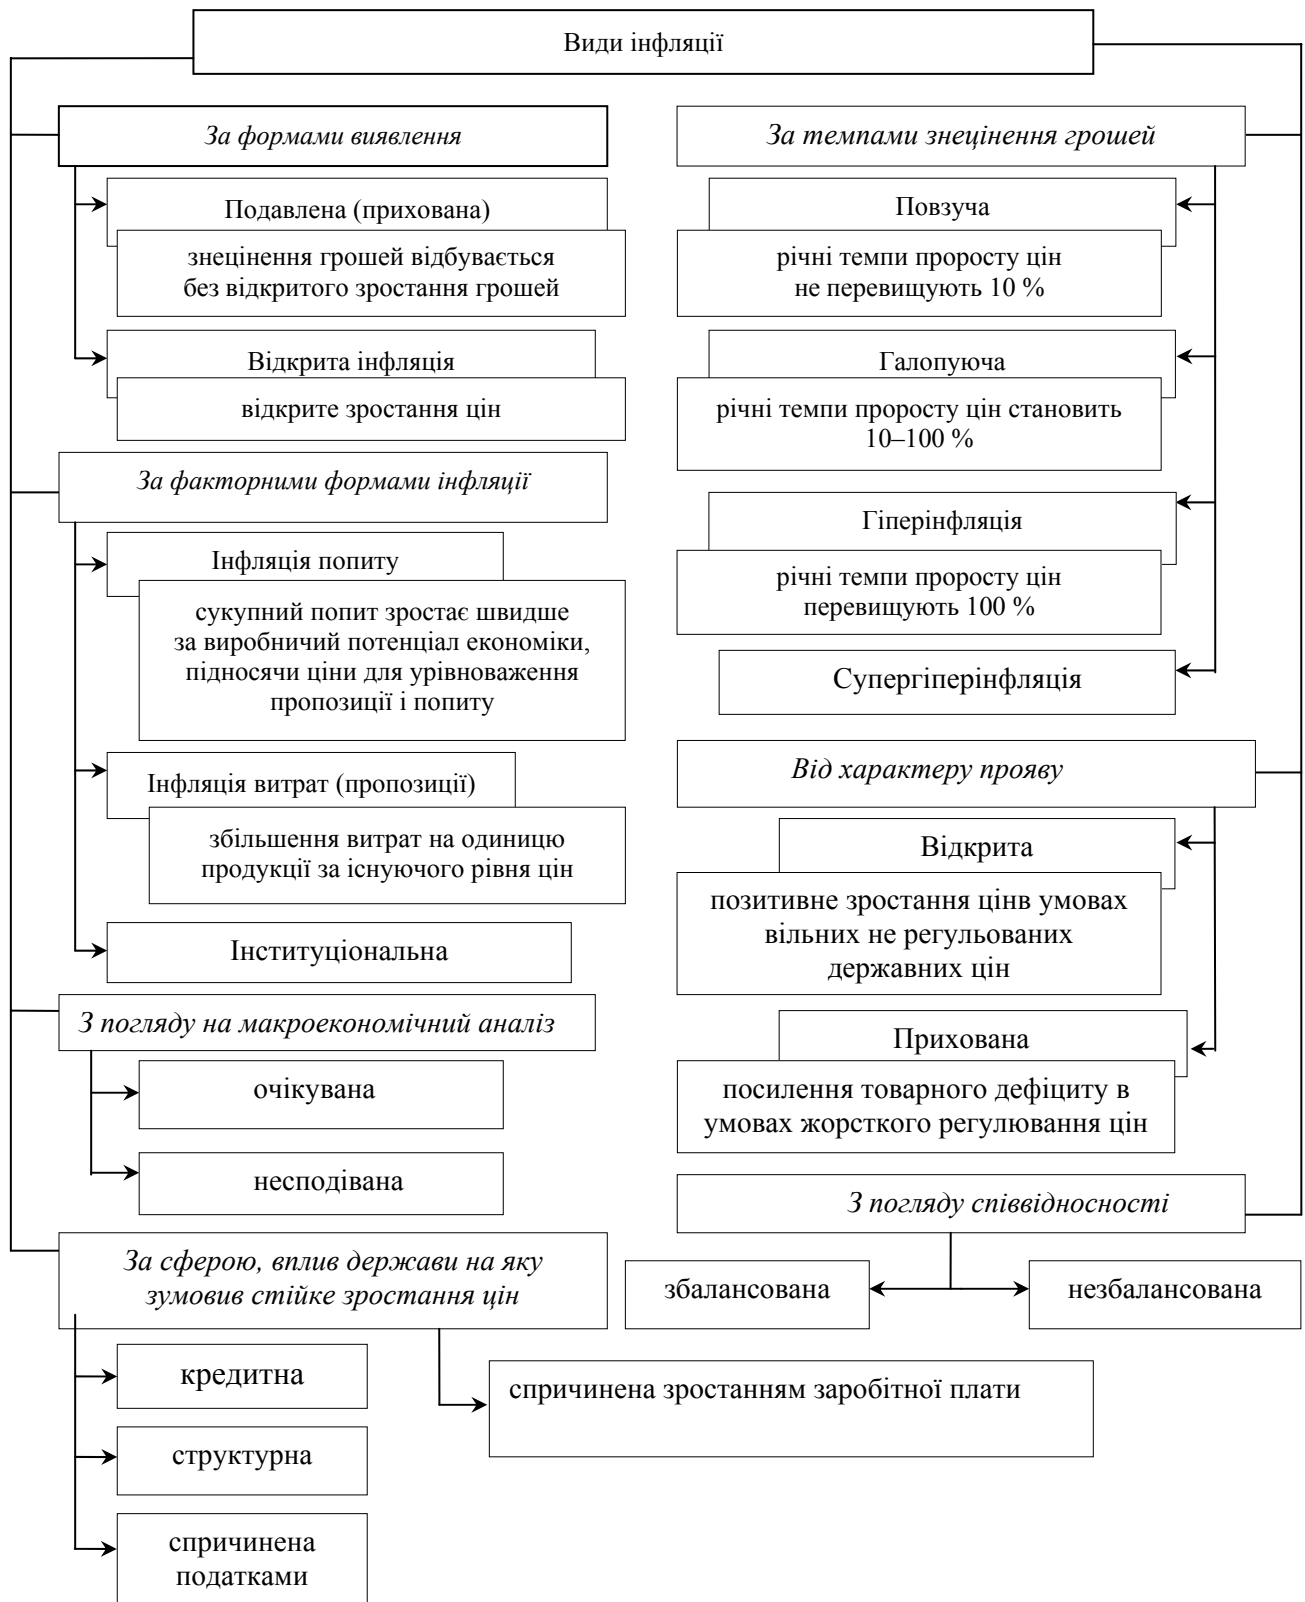 Види інфляції
За формами виявлення
Подавлена (прихована)
знецінення грошей відбувається
без відкритого зростання грошей
Відкрита інфляція
відкрите зростання цін
За факторними формами інфляції
Інфляція попиту
сукупний попит зростає швидше
за виробничий потенціал економіки,
підносячи ціни для урівноваження
пропозиції і попиту
Інфляція витрат (пропозиції)
збільшення витрат на одиницю
продукції за існуючого рівня цін
Інституціональна
З погляду на макроекономічний аналіз
очікувана
несподівана
За сферою, вплив держави на яку
зумовив стійке зростання цін
кредитна
структурна
спричинена
податками
спричинена зростанням заробітної плати
За темпами знецінення грошей
Повзуча
річні темпи проросту цін
не перевищують 10 %
Галопуюча
річні темпи проросту цін становить
10–100 %
Гіперінфляція
річні темпи проросту цін
перевищують 100 %
Супергіперінфляція
Від характеру прояву
Відкрита
позитивне зростання цінв умовах
вільних не регульованих
державних цін
Прихована
посилення товарного дефіциту в
умовах жорсткого регулювання цін
З погляду співвідносності
збалансована
незбалансована